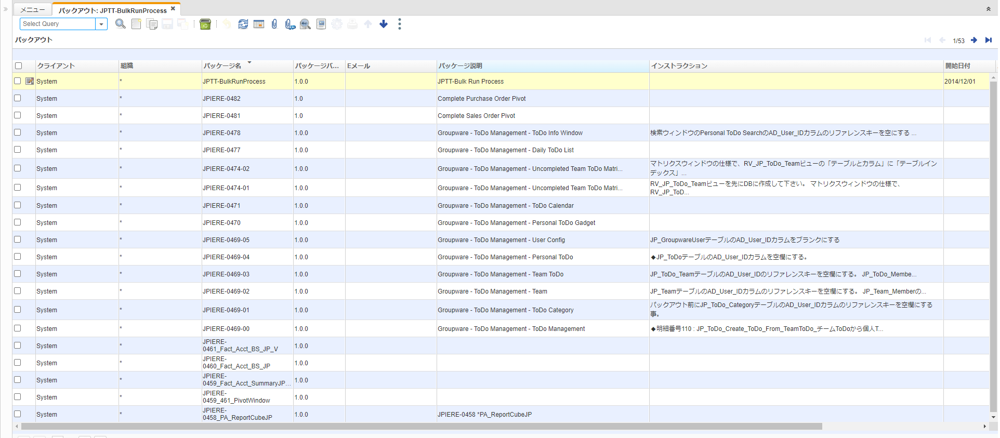 メニュー
パックアウト: JPTT-BulkRunProcess
Select Query
パックアウト
1/53
クライアント 組織 パッケージ名 パッケージバ... Eメール パッケージ説明 インストラクション 開始日付
System * JPTT-BulkRunProcess 1.0.0 JPTT-Bulk Run Process 2014/12/01
System * JPIERE-0482 1.0 Complete Purchase Order Pivot
System * JPIERE-0481 1.0 Complete Sales Order Pivot
System * JPIERE-0478 1.0.0 Groupware - ToDo Management - ToDo Info Window 検索ウィンドウのPersonal ToDo SearchのAD_User_IDカラムのリファレンスキーを空にする ...
System * JPIERE-0477 1.0.0 Groupware - ToDo Management - Daily ToDo List
System * JPIERE-0474-02 1.0.0 Groupware - ToDo Management - Uncompleted Team ToDo Matri... マトリクスウィンドウの仕様で、RV_JP_ToDo_Teamビューの「テーブルとカラム」に「テーブルイン
デックス」...
System * JPIERE-0474-01 1.0.0 Groupware - ToDo Management - Uncompleted Team ToDo Matri... RV_JP_ToDo_Teamビューを先にDBに作成して下さい。 マトリクスウィンドウの仕様で、
RV_JP_ToD...
System * JPIERE-0471 1.0.0 Groupware - ToDo Management - ToDo Calendar
System * JPIERE-0470 1.0.0 Groupware - ToDo Management - Personal ToDo Gadget
System * JPIERE-0469-05 1.0.0 Groupware - ToDo Management - User Config JP_GroupwareUserテーブルのAD_User_IDカラムをブランクにする
System * JPIERE-0469-04 1.0.0 Groupware - ToDo Management - Personal ToDo ◆JP_ToDoテーブルのAD_User_IDカラムを空欄にする。
System * JPIERE-0469-03 1.0.0 Groupware - ToDo Management - Team ToDo JP_ToDo_TeamテーブルのAD_User_IDのリファレンスキーを空欄にする。 JP_ToDo_Membe...
System * JPIERE-0469-02 1.0.0 Groupware - ToDo Management - Team JP_TeamテーブルのAD_User_IDカラムのリファレンスキーを空欄にする。 JP_Team_Memberの...
System * JPIERE-0469-01 1.0.0 Groupware - ToDo Management - ToDo Category パックアウト前にJP_ToDo_CategoryテーブルのAD_User_IDカラムのリファレンスキーを空欄にする
事。
System * JPIERE-0469-00 1.0.0 Groupware - ToDo Management - ToDo Management ◆明細番号110 : JP_ToDo_Create_ToDo_From_TeamToDo_チームToDoから個人T...
System * JPIERE-
0461_Fact_Acct_BS_JP_V 1.0.0
System * JPIERE-
0460_Fact_Acct_BS_JP 1.0.0
System * JPIERE-
0459_Fact_Acct_SummaryJP... 1.0.0
System * JPIERE-
0459_461_PivotWindow 1.0.0
System * JPIERE-
0458_PA_ReportCubeJP 1.0.0 JPIERE-0458 *PA_ReportCubeJP